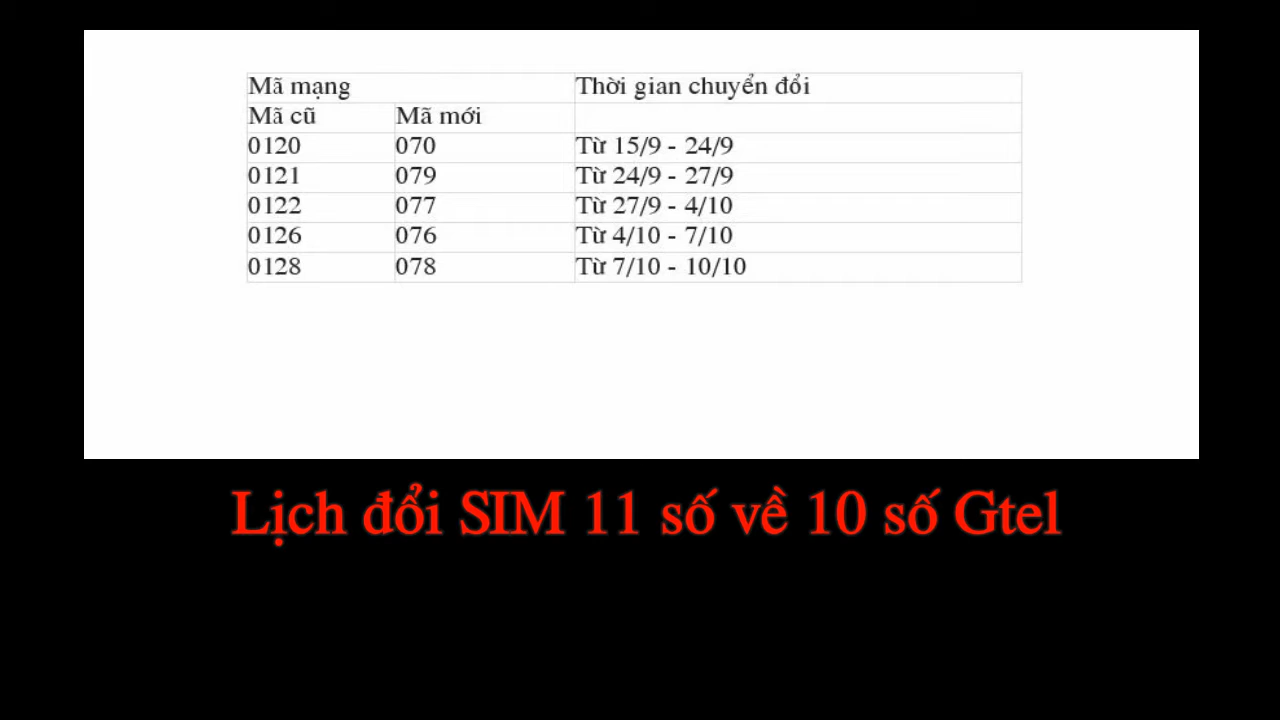 Mã mạng Thời gian chuyển đổi
Mã cũ Mã mới
0120 070 Từ 15/9 - 24/9
0121 079 Từ 24/9 - 27/9
0122 077 Từ 27/9 - 4/10
0126 076 Từ 4/10 - 7/10
0128 078 Từ 7/10 - 10/10
Lịch đổi SIM 11 số về 10 số Gtel